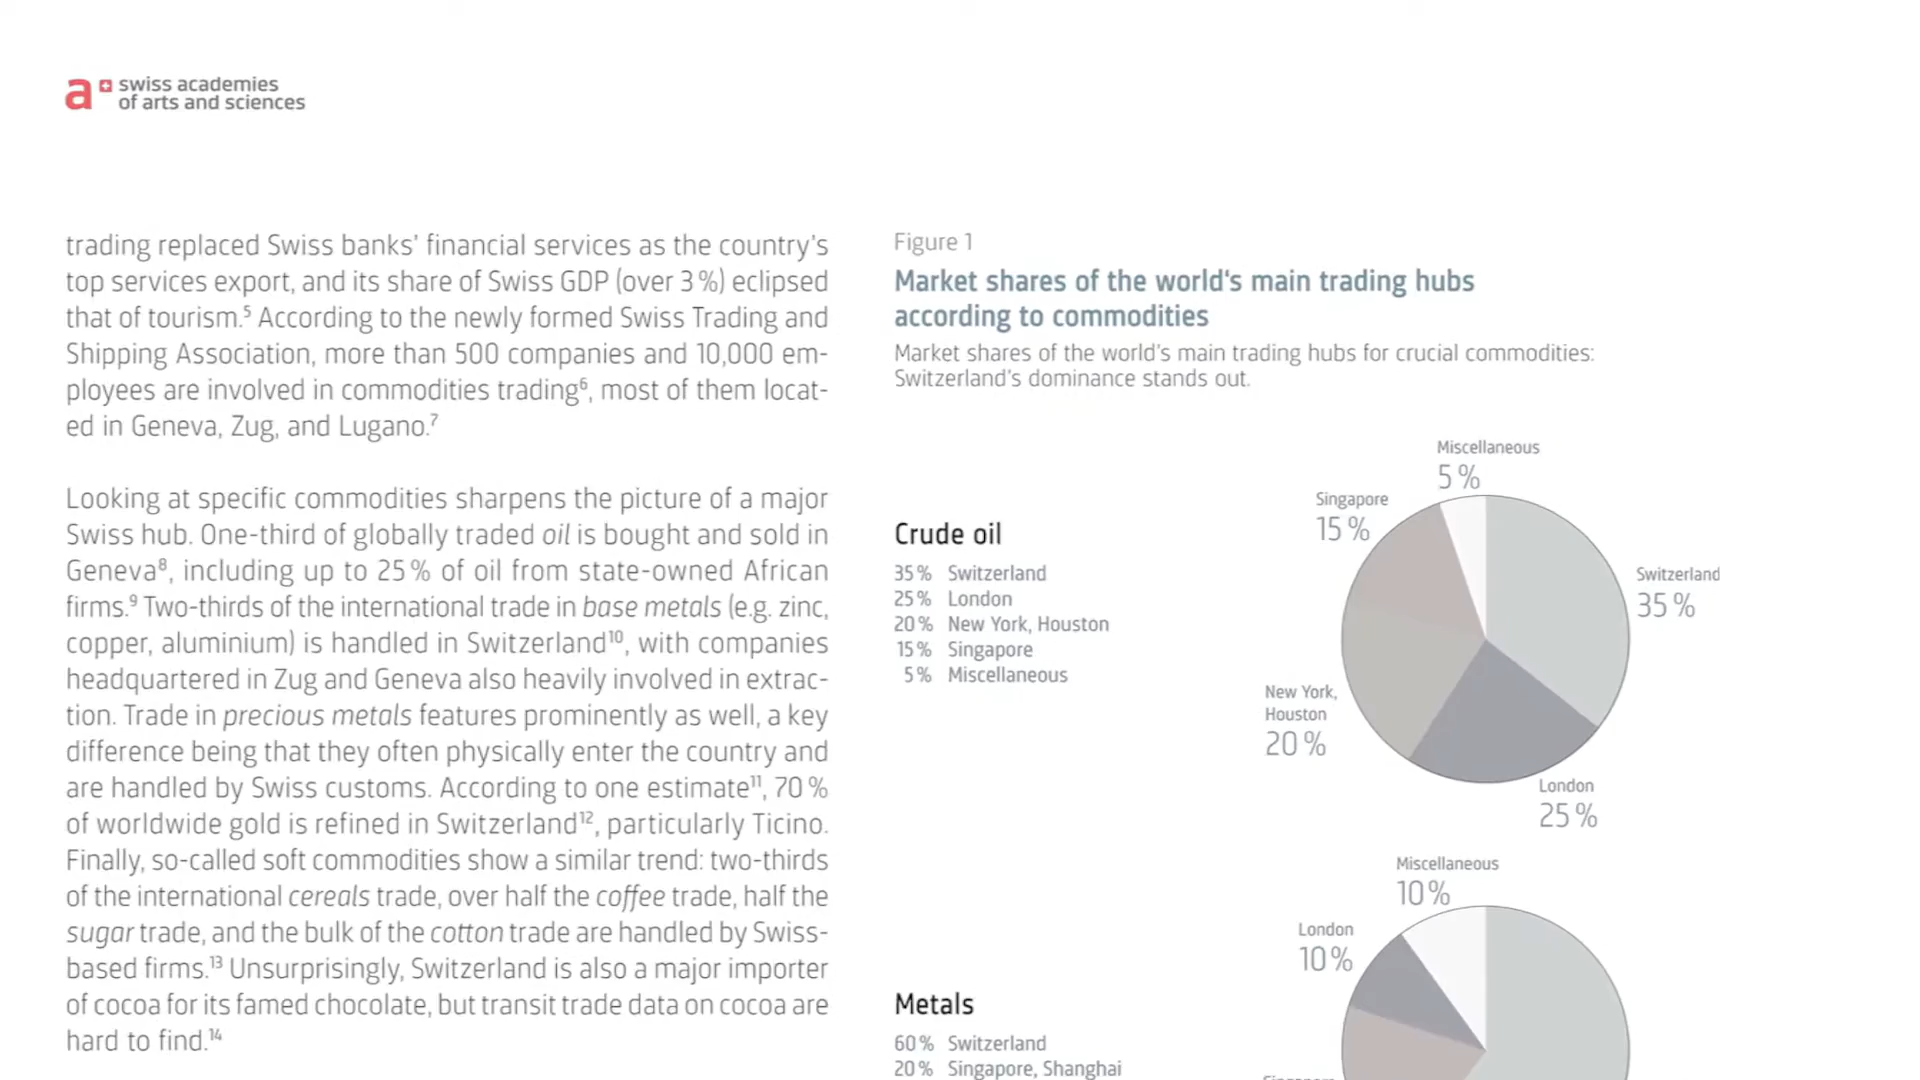 swiss academies
of arts and sciences
trading replaced Swiss banks' financial services as the country's
top services export, and its share of Swiss GDP (over 3%) eclipsed
that of tourism.⁵ According to the newly formed Swiss Trading and
Shipping Association, more than 500 companies and 10,000 em-
ployees are involved in commodities trading⁶, most of them locat-
ed in Geneva, Zug, and Lugano.⁷
Looking at specific commodities sharpens the picture of a major
Swiss hub. One-third of globally traded oil is bought and sold in
Geneva⁸, including up to 25% of oil from state-owned African
firms.⁹ Two-thirds of the international trade in base metals (e.g. zinc,
copper, aluminium) is handled in Switzerland¹⁰, with companies
headquartered in Zug and Geneva also heavily involved in extrac-
tion. Trade in precious metals features prominently as well, a key
difference being that they often physically enter the country and
are handled by Swiss customs. According to one estimate¹¹, 70%
of worldwide gold is refined in Switzerland¹², particularly Ticino.
Finally, so-called soft commodities show a similar trend: two-thirds
of the international cereals trade, over half the coffee trade, half the
sugar trade, and the bulk of the cotton trade are handled by Swiss-
based firms.¹³ Unsurprisingly, Switzerland is also a major importer
of cocoa for its famed chocolate, but transit trade data on cocoa are
hard to find.¹⁴
Figure 1
Market shares of the world's main trading hubs
according to commodities
Market shares of the world's main trading hubs for crucial commodities:
Switzerland's dominance stands out.
Crude oil
35% Switzerland
25% London
20% New York, Houston
15% Singapore
5% Miscellaneous
Miscellaneous
5%
Singapore
15%
Switzerland
35%
New York,
Houston
20%
London
25%
Metals
60% Switzerland
20% Singapore, Shanghai
Miscellaneous
10%
London
10%
Singapore